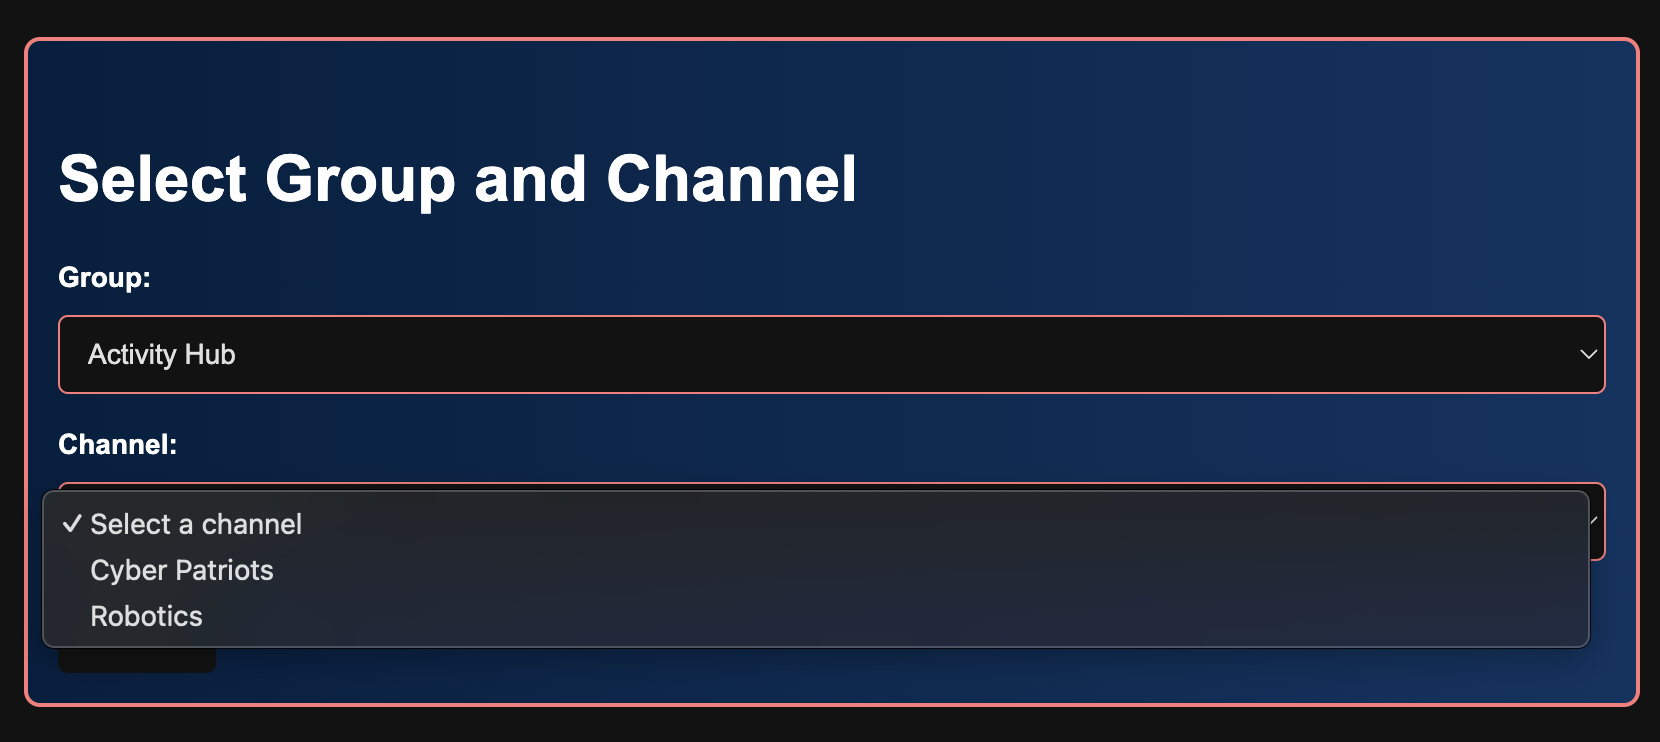 Select Group and Channel
Group:
Activity Hub
Channel:
Select a channel
Cyber Patriots
Robotics